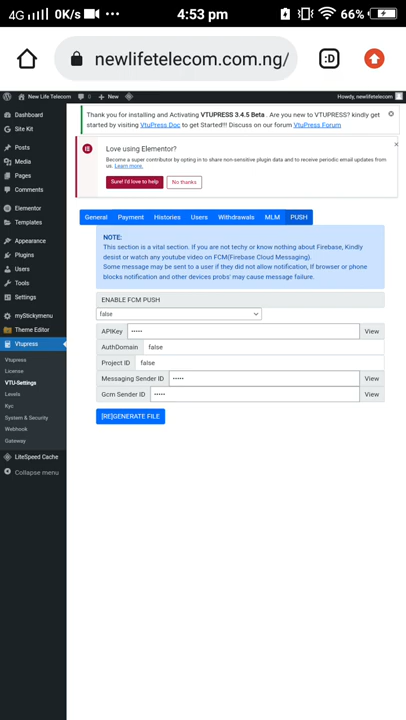 4G 0K/s ... 4:53 pm 66%
newlifetelecom.com.ng/ :D
New Life Telecom 8 + New Howdy, newlifetelecom
Dashboard
Site Kit
Posts
Media
Pages
Comments
Elementor
Templates
Appearance
Plugins
Users
Tools
Settings
myStickymenu
Theme Editor
Vtupress
Vtupress
License
VTU-Settings
Levels
Kyc
System & Security
Webhook
Gateway
LiteSpeed Cache
Collapse menu
Thank you for installing and Activating VTUPRESS 3.4.5 Beta . Are you new to VTUPRESS? kindly get
started by visiting VtuPress Doc to get Started!!! Discuss on our forum VtuPress Forum
Love using Elementor?
Become a super contributor by opting in to share non-sensitive plugin data and to receive periodic email updates from
us. Learn more.
Sure! I'd love to help No thanks
General Payment Histories Users Withdrawals MLM PUSH
NOTE:
This section is a vital section. If you are not techy or know nothing about Firebase, Kindly
desist or watch any youtube video on FCM(Firebase Cloud Messaging).
Some message may be sent to a user if they did not allow notification, If browser or phone
blocks notification and other devices probs' may cause message failure.
ENABLE FCM PUSH
false
APIKey ••••• View
AuthDomain false
Project ID false
Messaging Sender ID ••••• View
Gcm Sender ID ••••• View
[RE]GENERATE FILE